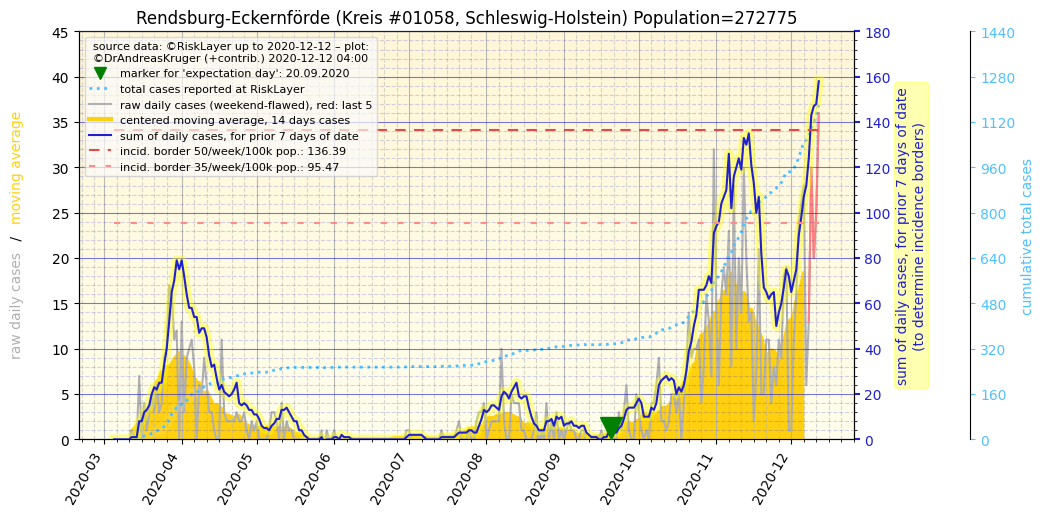 Rendsburg-Eckernförde (Kreis #01058, Schleswig-Holstein) Population=272775
source data: ©RiskLayer up to 2020-12-12 – plot:
©DrAndreasKruger (+contrib.) 2020-12-12 04:00
marker for 'expectation day': 20.09.2020
total cases reported at RiskLayer
raw daily cases (weekend-flawed), red: last 5
centered moving average, 14 days cases
sum of daily cases, for prior 7 days of date
incid. border 50/week/100k pop.: 136.39
incid. border 35/week/100k pop.: 95.47
raw daily cases / moving average
45
40
35
30
25
20
15
10
5
0
2020-03
2020-04
2020-05
2020-06
2020-07
2020-08
2020-09
2020-10
2020-11
2020-12
180
160
140
120
100
80
60
40
20
0
sum of daily cases, for prior 7 days of date
(to determine incidence borders)
1440
1280
1120
960
800
640
480
320
160
0
cumulative total cases